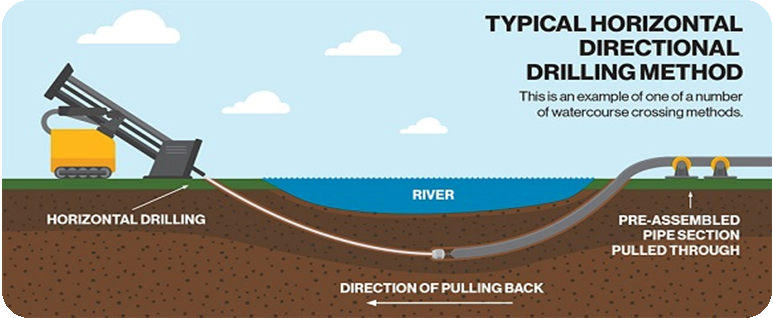 TYPICAL HORIZONTAL
DIRECTIONAL
DRILLING METHOD
This is an example of one of a number
of watercourse crossing methods.
RIVER
HORIZONTAL DRILLING
PRE-ASSEMBLED
PIPE SECTION
PULLED THROUGH
DIRECTION OF PULLING BACK